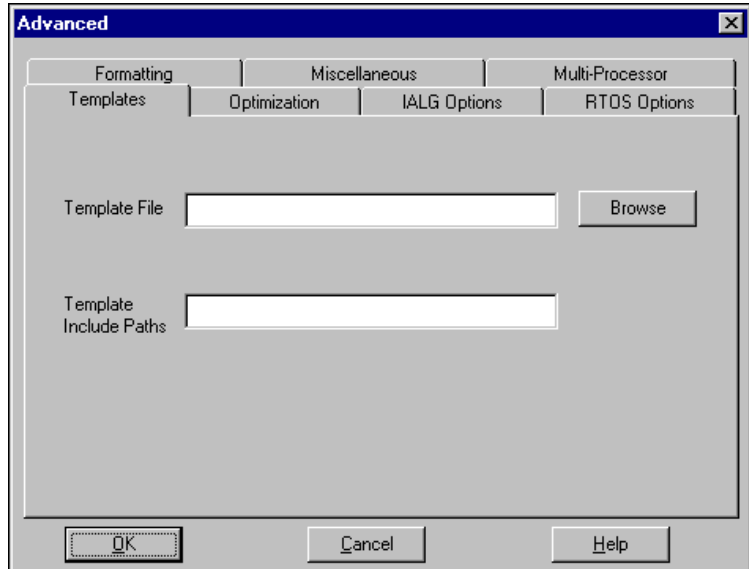 Advanced
Formatting Miscellaneous Multi-Processor
Templates Optimization IALG Options RTOS Options
Template File Browse
Template
Include Paths
OK Cancel Help